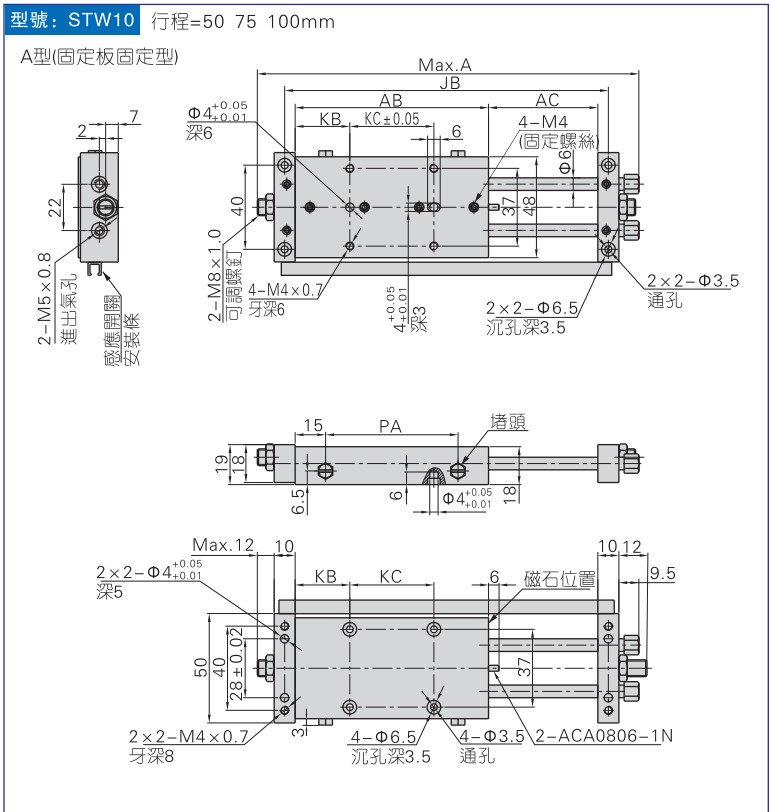 型號: STW10 行程=50 75 100mm
A型(固定板固定型)
Max.A
JB
AB
AC
KB
KC±0.05
6
Φ4+0.05+0.01
深6
4-M4
(固定螺絲)
Φ6
7
2
22
40
37
48
2-M5×0.8
進出氣孔
感應開關
安裝條
2-M8×1.0
可調螺釘
4-M4×0.7
牙深6
4+0.05+0.01
深3
2×2-Φ6.5
沉孔深3.5
2×2-Φ3.5
通孔
15
PA
堵頭
19
18
6.5
6
Φ4+0.05+0.01
18
Max.12
10
2×2-Φ4+0.05+0.01
深5
KB
KC
6
磁石位置
10
12
9.5
50
40
28±0.02
37
3
2×2-M4×0.7
牙深8
4-Φ6.5
沉孔深3.5
4-Φ3.5
通孔
2-ACA0806-1N